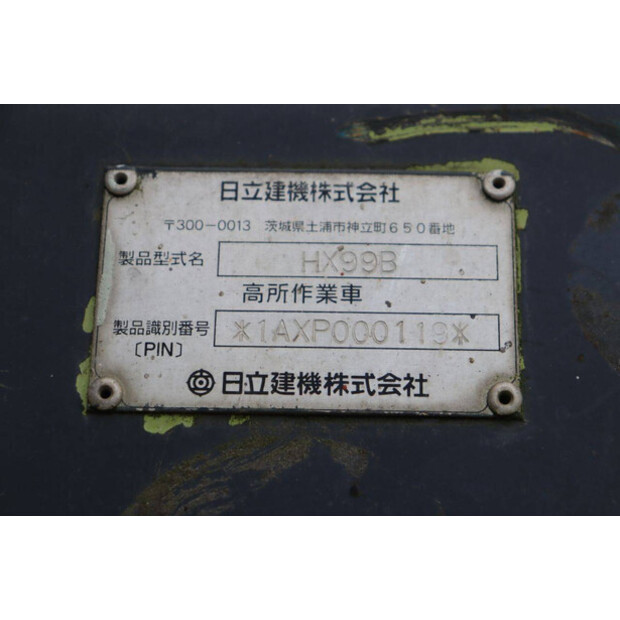 日立建機株式会社
〒300-0013 茨城県土浦市神立町650番地
製品型式名 HX99B
高所作業車
製品識別番号 *1AXP000119*
〔PIN〕
日立建機株式会社